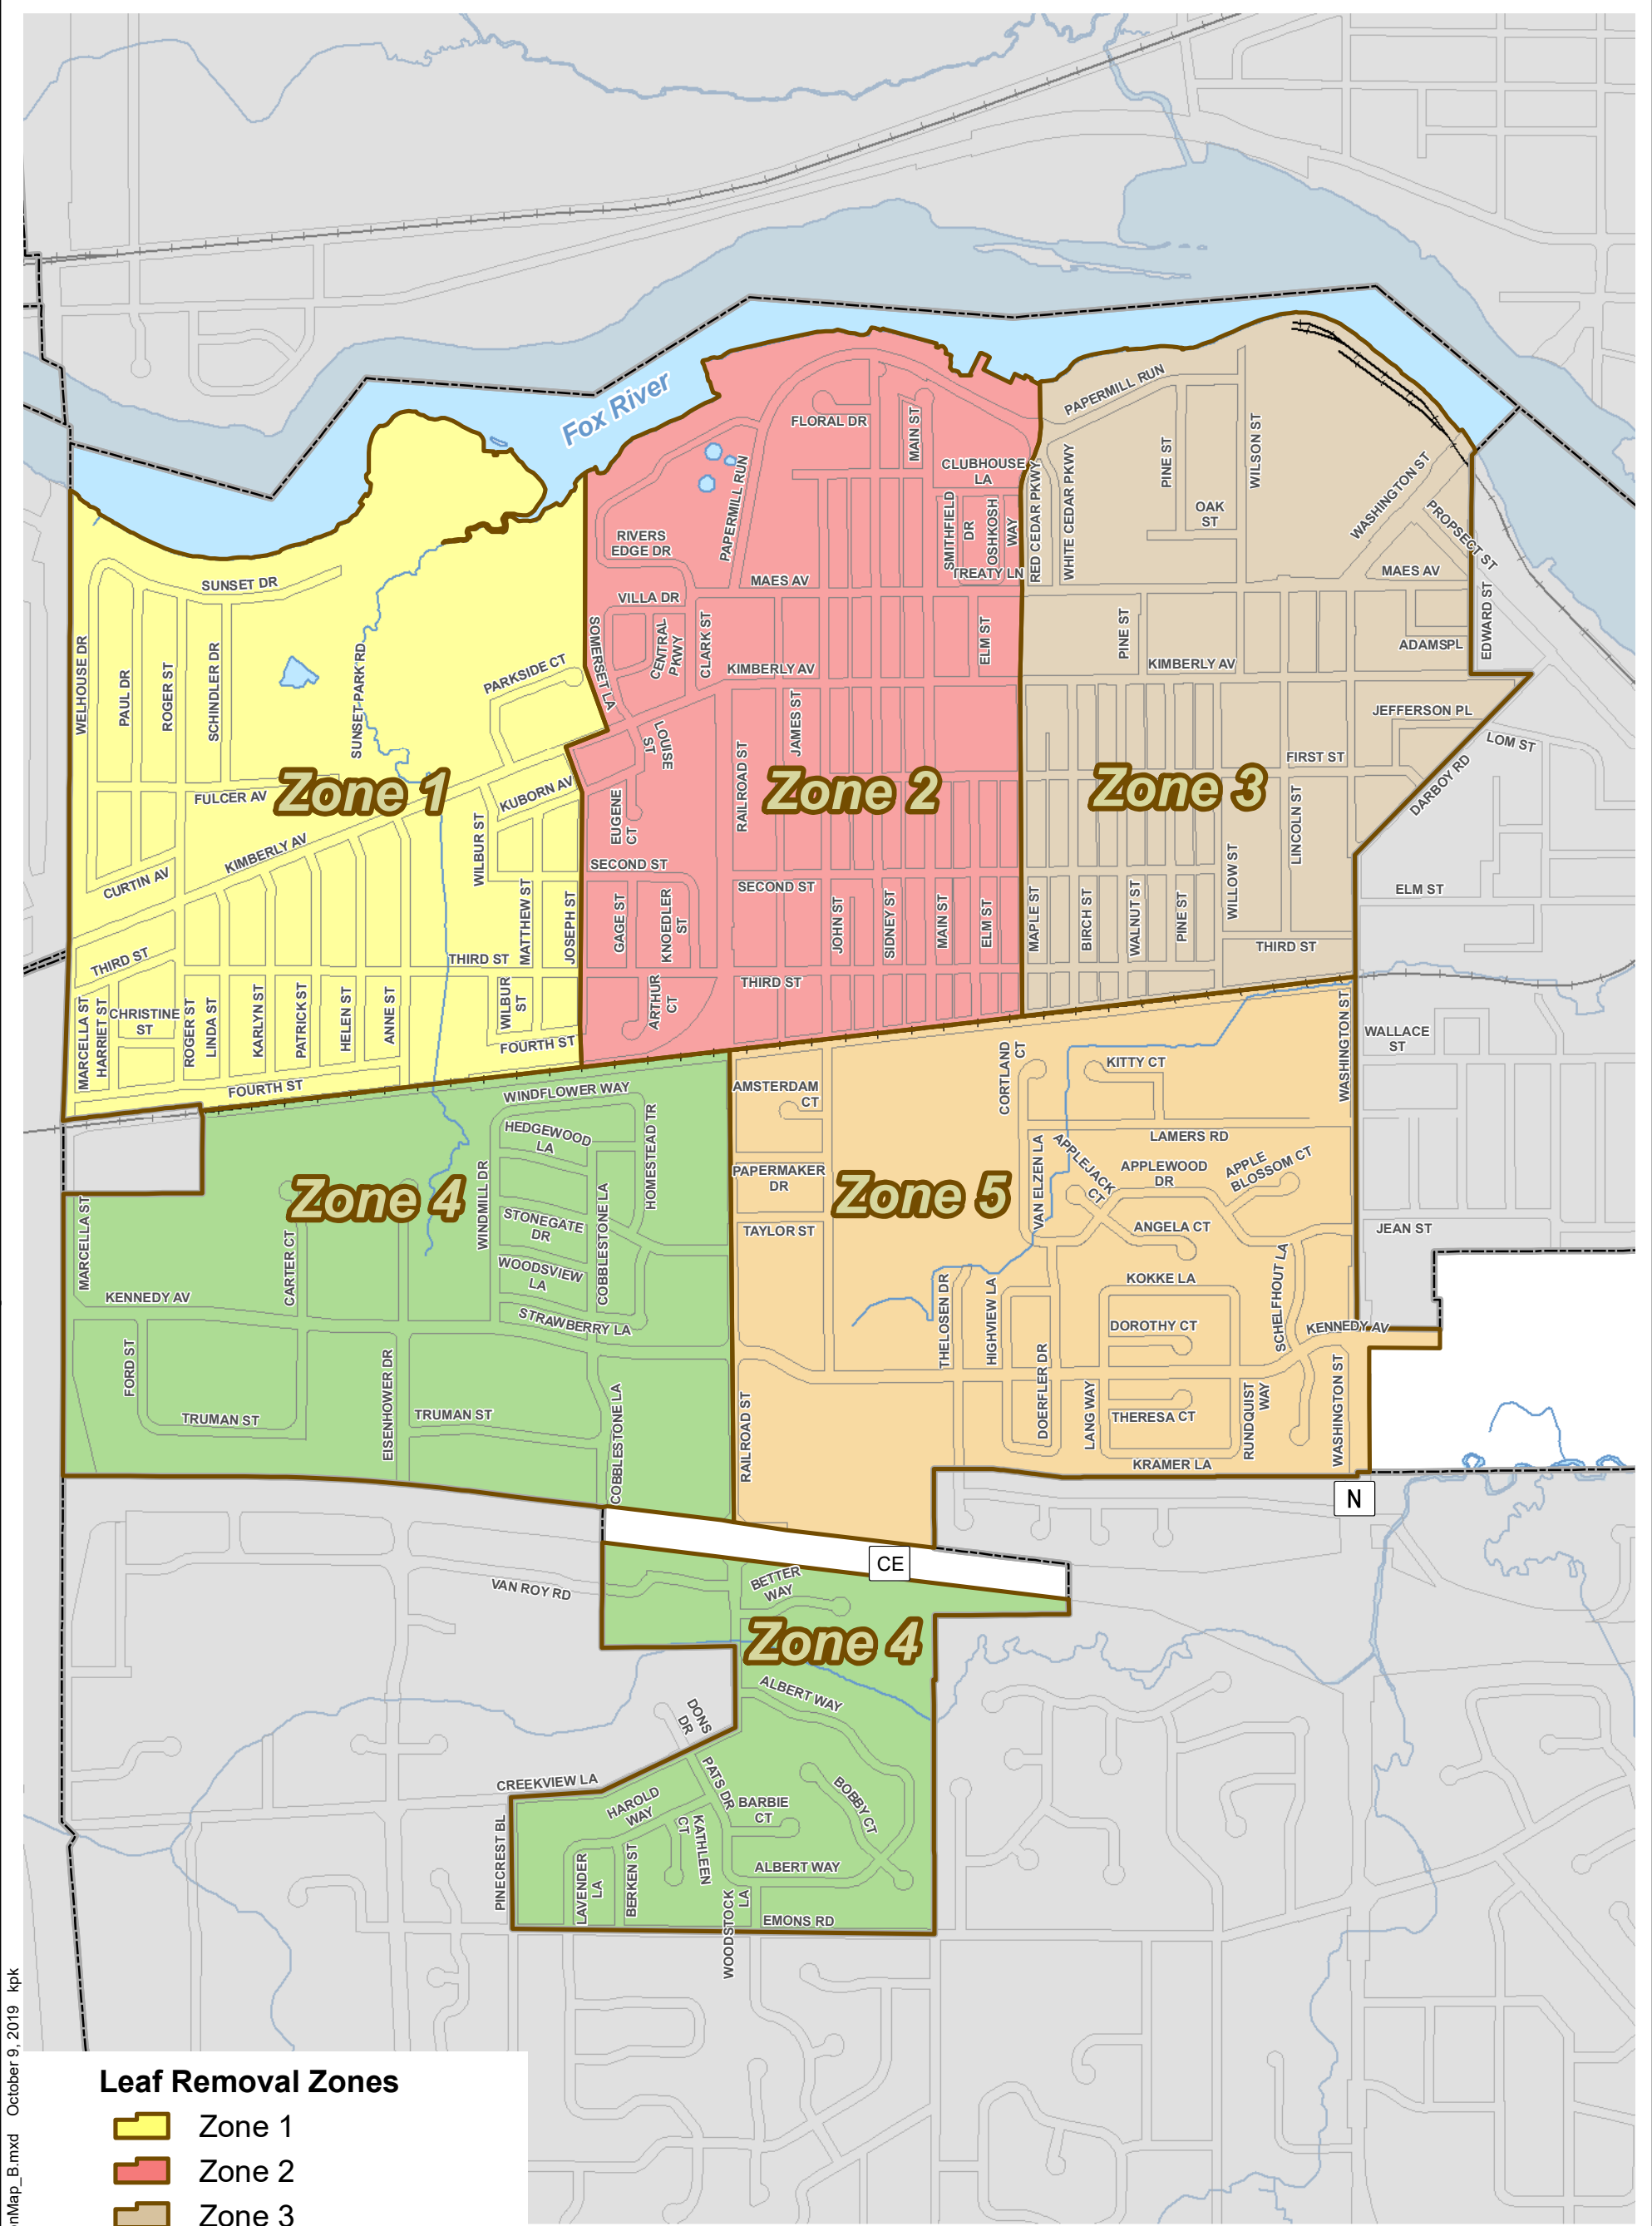 Fox River
PAPERMILL RUN
FLORAL DR
MAIN ST
CLUBHOUSE
LA
PINE ST
WILSON ST
OAK
ST
WASHINGTON ST
PROPSECT ST
PAPERMILL RUN
RIVERS
EDGE DR
SMITHFIELD
DR
OSHKOSH
WAY
RED CEDAR PKWY
WHITE CEDAR PKWY
TREATY LN
MAES AV
MAES AV
SUNSET DR
VILLA DR
EDWARD ST
ADAMSPL
WELHOUSE DR
PAUL DR
ROGER ST
SCHINDLER DR
SUNSET PARK RD
PARKSIDE CT
SOMERSET LA
CENTRAL
PKWY
CLARK ST
KIMBERLY AV
ELM ST
PINE ST
KIMBERLY AV
JEFFERSON PL
LOM ST
LOUISE
ST
JAMES ST
RAILROAD ST
FIRST ST
DARBOY RD
Zone 1
Zone 2
Zone 3
FULCER AV
KUBORN AV
EUGENE
CT
LINCOLN ST
KIMBERLY AV
WILBUR ST
CURTIN AV
SECOND ST
SECOND ST
WILLOW ST
ELM ST
MATTHEW ST
JOSEPH ST
GAGE ST
KNOEDLER
ST
JOHN ST
SIDNEY ST
MAIN ST
ELM ST
MAPLE ST
BIRCH ST
WALNUT ST
PINE ST
THIRD ST
THIRD ST
THIRD ST
THIRD ST
MARCELLA ST
HARRIET ST
CHRISTINE
ST
ROGER ST
LINDA ST
KARLYN ST
PATRICK ST
HELEN ST
ANNE ST
WILBUR
ST
ARTHUR
CT
FOURTH ST
FOURTH ST
WASHINGTON ST
WALLACE
ST
CORTLAND
CT
KITTY CT
WINDFLOWER WAY
AMSTERDAM
CT
HEDGEWOOD
LA
HOMESTEAD TR
LAMERS RD
PAPERMAKER
DR
VAN ELZEN LA
APPLEJACK
CT
APPLEWOOD
DR
APPLE
BLOSSOM CT
Zone 4
Zone 5
MARCELLA ST
CARTER CT
WINDMILL DR
STONEGATE
DR
COBBLESTONE LA
TAYLOR ST
ANGELA CT
JEAN ST
WOODSVIEW
LA
KENNEDY AV
STRAWBERRY LA
THELOSEN DR
HIGHVIEW LA
KOKKE LA
SCHELFHOUT LA
DOROTHY CT
KENNEDY AV
FORD ST
EISENHOWER DR
TRUMAN ST
TRUMAN ST
COBBLESTONE LA
RAILROAD ST
DOERFLER DR
LANG WAY
THERESA CT
RUNDQUIST
WAY
WASHINGTON ST
KRAMER LA
N
CE
VAN ROY RD
BETTER
WAY
Zone 4
ALBERT WAY
DONS
DR
CREEKVIEW LA
PATS DR
HAROLD
WAY
BARBIE
CT
BOBBY CT
PINECREST BL
KATHLEEN
CT
LAVENDER
LA
BERKEN ST
ALBERT WAY
WOODSTOCK
LA
EMONS RD
nMap_B.mxd October 9, 2019 kpk
Leaf Removal Zones
Zone 1
Zone 2
Zone 3